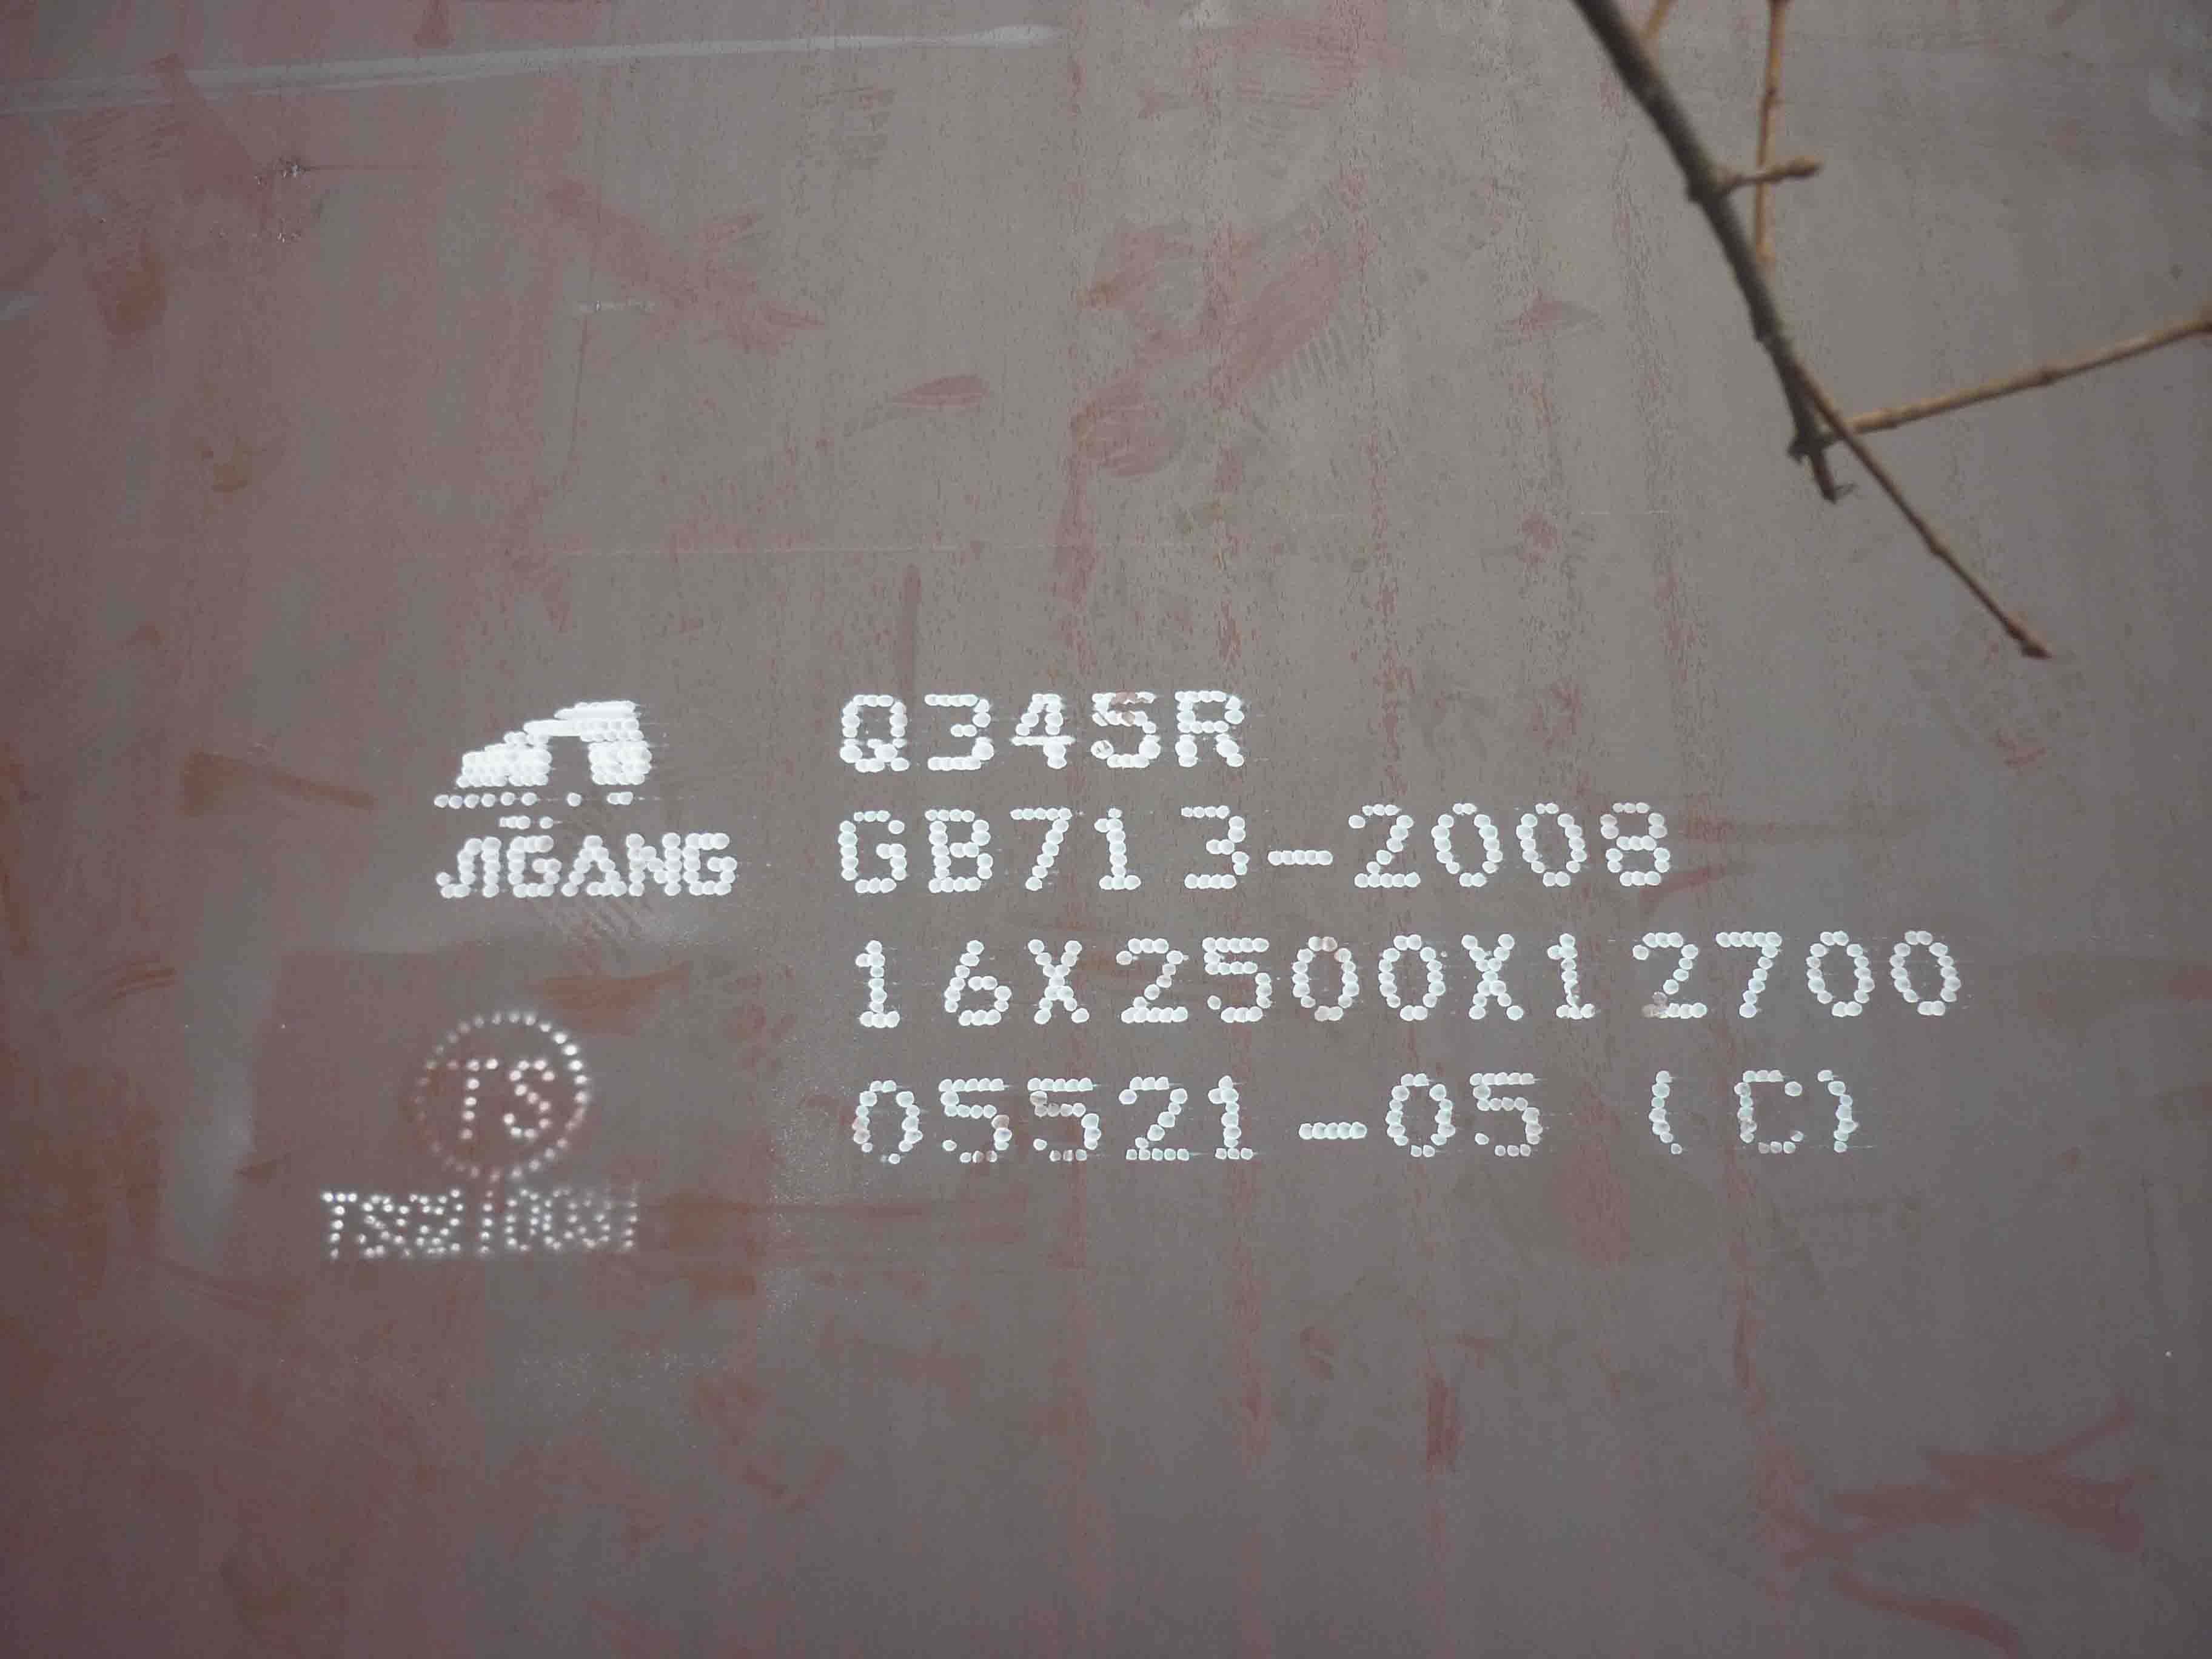 JIGANG
Q345R
GB713-2008
16X2500X12700
05521-05 (C)
TS